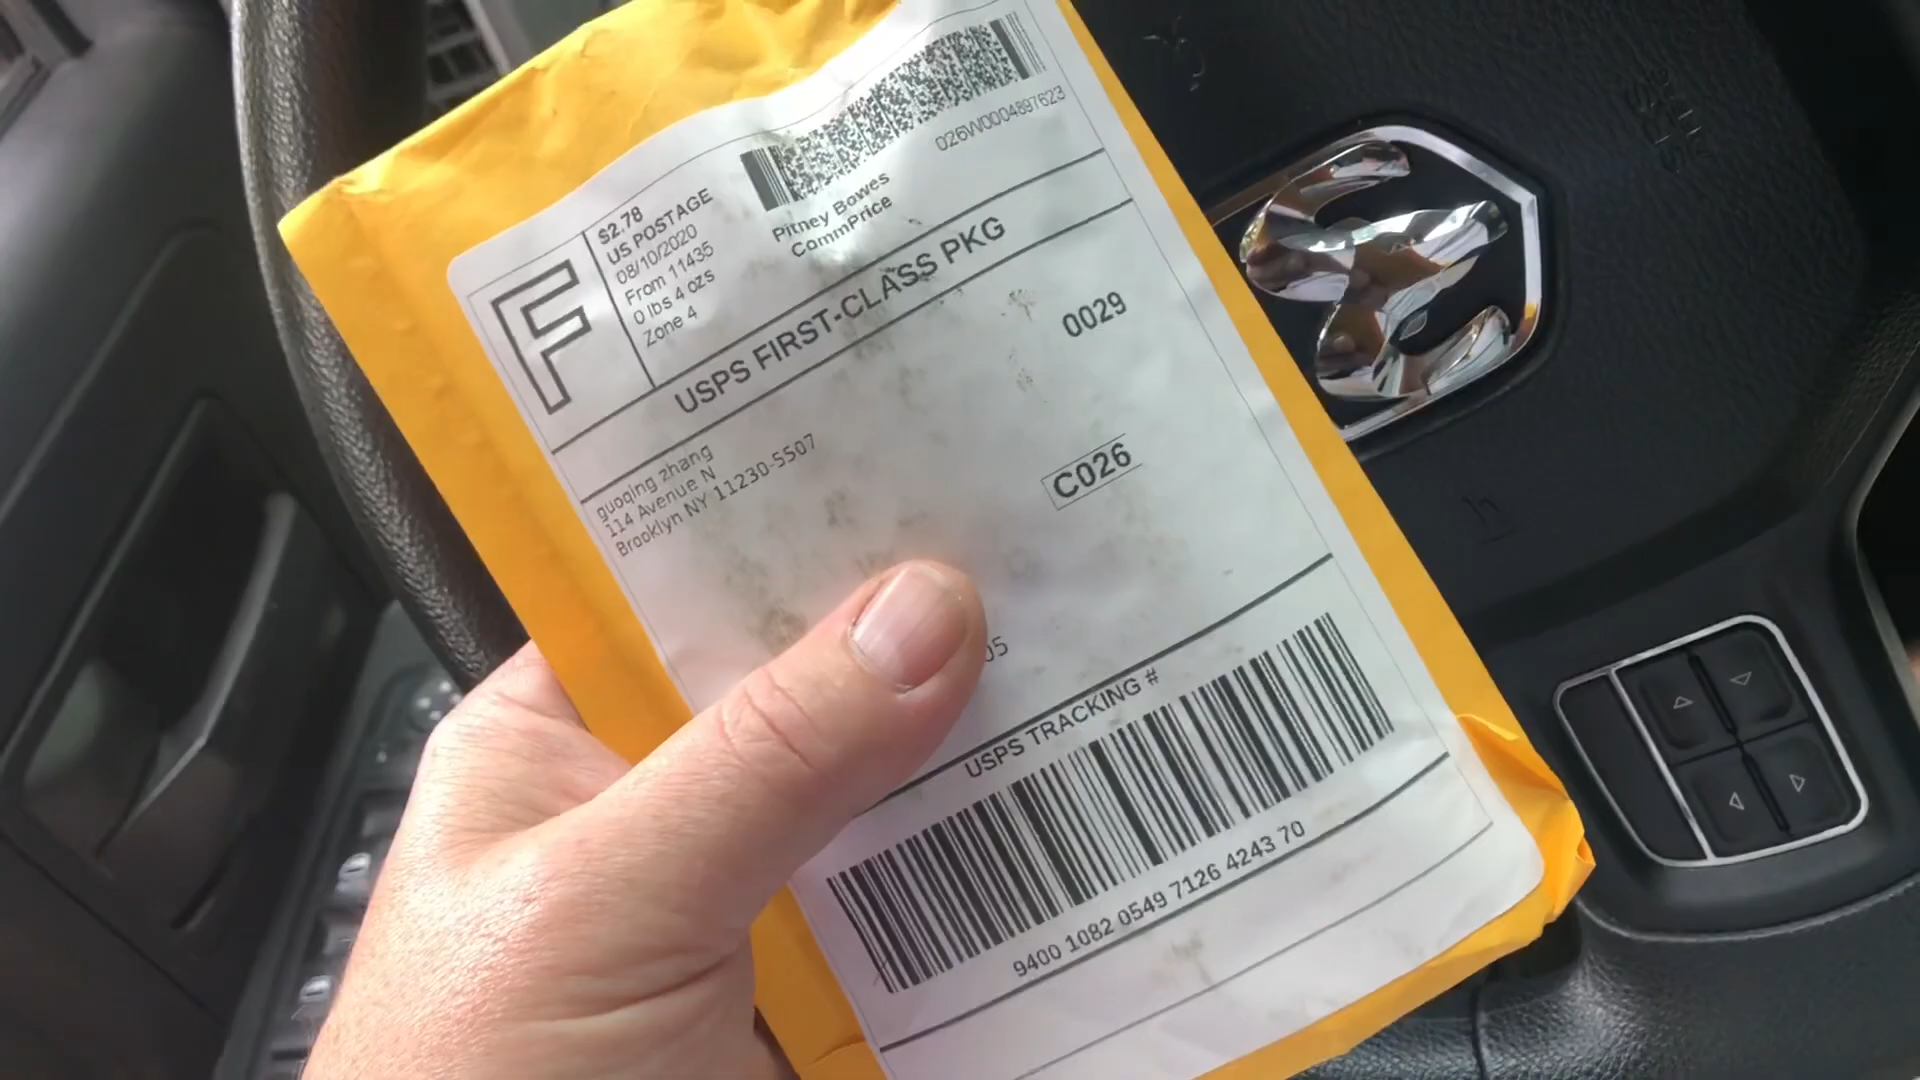 026W0004897623
$2.78
US POSTAGE
08/10/2020
From 11435
0 lbs 4 ozs
Zone 4
Pitney Bowes
CommPrice
F
USPS FIRST-CLASS PKG
0029
guoqing zhang
114 Avenue N
Brooklyn NY 11230-5507
C026
05
USPS TRACKING #
9400 1082 0549 7126 4243 70